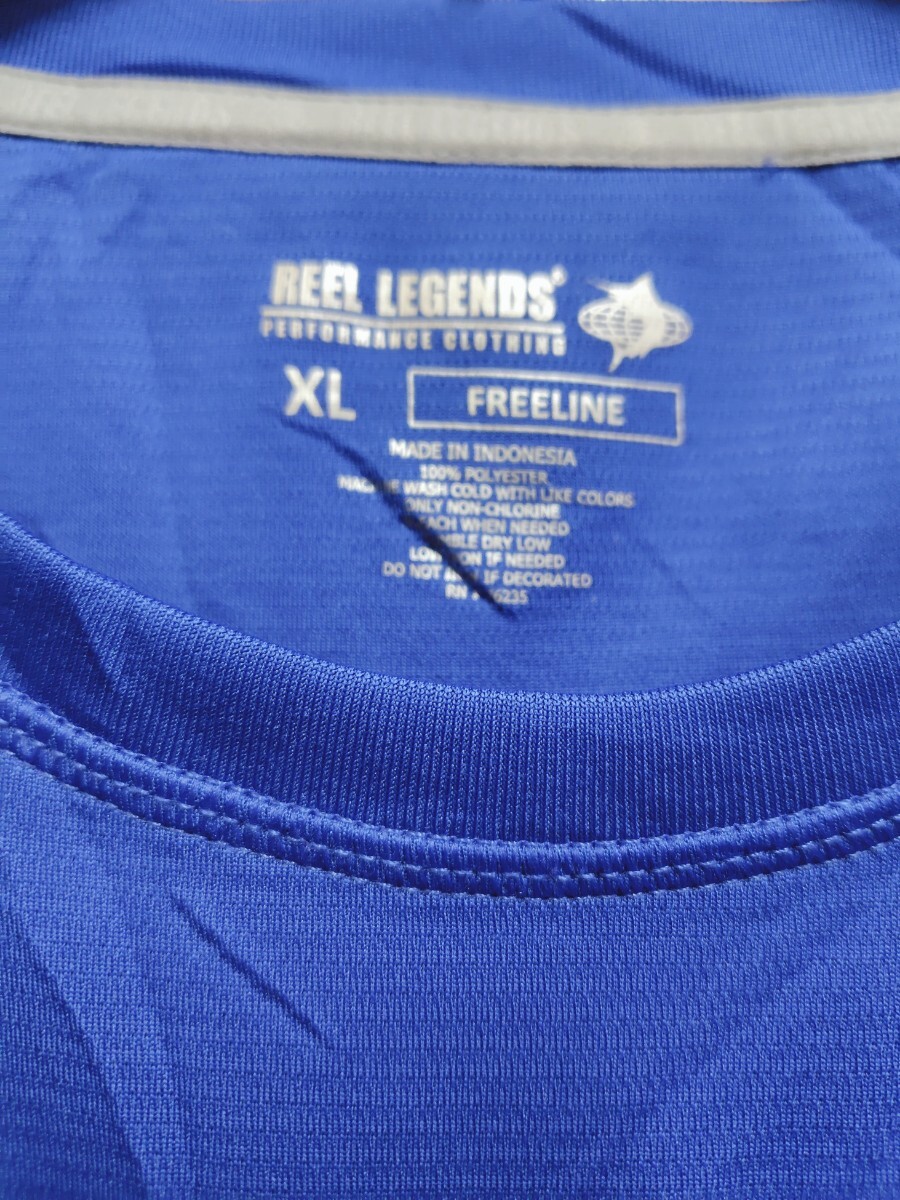 REEL LEGENDS®
PERFORMANCE CLOTHING
XL
FREELINE
MADE IN INDONESIA
100% POLYESTER
WASH COLD WITH LIKE COLORS
ONLY NON-CHLORINE
WHEN NEEDED
DRY LOW
IF NEEDED
DO NOT IF DECORATED
RN